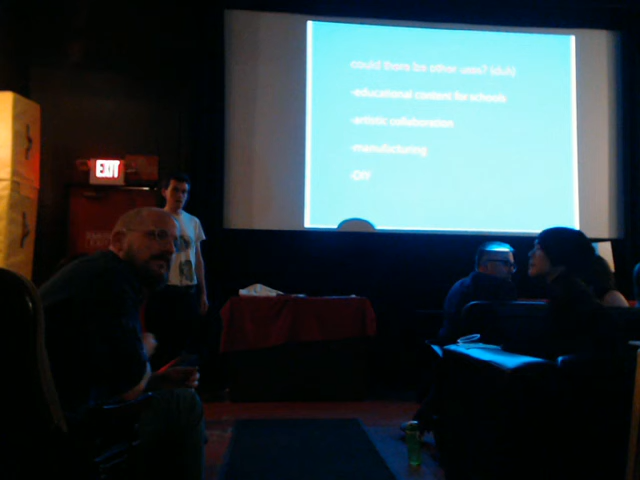 could there be other uses? (duh)
-educational content for schools
-artistic collaboration
-manufacturing
-DIY
EXIT